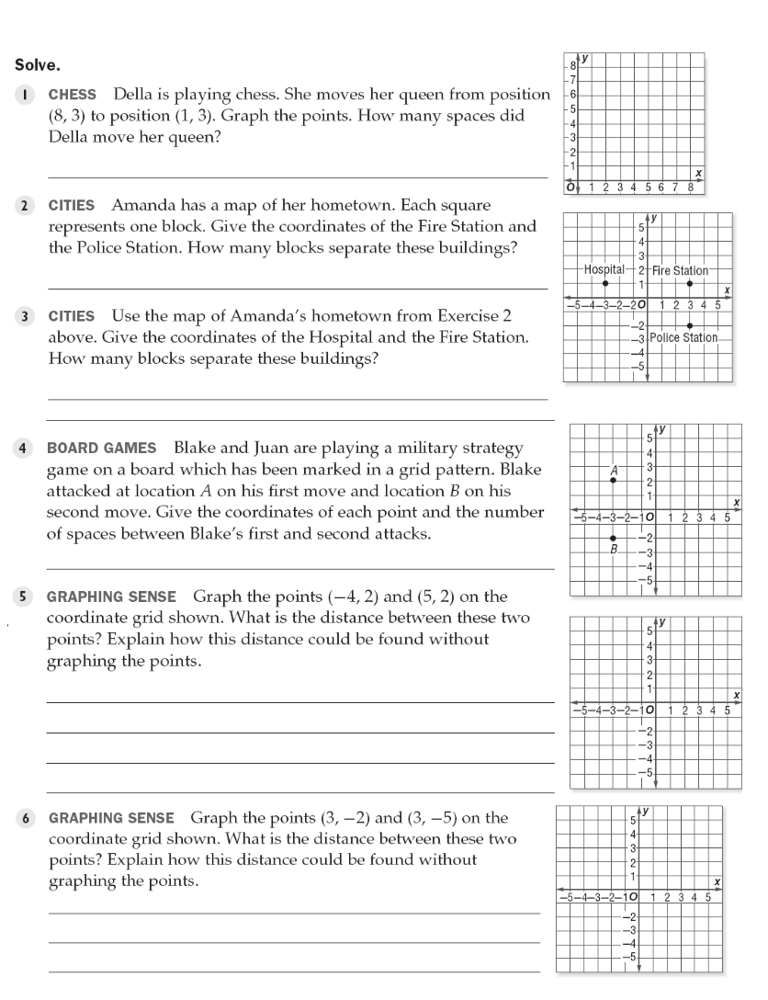 Solve.
1 CHESS Della is playing chess. She moves her queen from position
(8, 3) to position (1, 3). Graph the points. How many spaces did
Della move her queen?
y
8
7
6
5
4
3
2
1
x
O 1 2 3 4 5 6 7 8
2 CITIES Amanda has a map of her hometown. Each square
represents one block. Give the coordinates of the Fire Station and
the Police Station. How many blocks separate these buildings?
y
5
4
3
Hospital 2 Fire Station
1
x
−5−4−3−2−2O 1 2 3 4 5
−2
−3 Police Station
−4
−5
3 CITIES Use the map of Amanda's hometown from Exercise 2
above. Give the coordinates of the Hospital and the Fire Station.
How many blocks separate these buildings?
4 BOARD GAMES Blake and Juan are playing a military strategy
game on a board which has been marked in a grid pattern. Blake
attacked at location A on his first move and location B on his
second move. Give the coordinates of each point and the number
of spaces between Blake's first and second attacks.
y
5
4
A 3
2
1
x
−5−4−3−2−1O 1 2 3 4 5
−2
B −3
−4
−5
5 GRAPHING SENSE Graph the points (−4, 2) and (5, 2) on the
coordinate grid shown. What is the distance between these two
points? Explain how this distance could be found without
graphing the points.
y
5
4
3
2
1
x
−5−4−3−2−1O 1 2 3 4 5
−2
−3
−4
−5
6 GRAPHING SENSE Graph the points (3, −2) and (3, −5) on the
coordinate grid shown. What is the distance between these two
points? Explain how this distance could be found without
graphing the points.
y
5
4
3
2
1
x
−5−4−3−2−1O 1 2 3 4 5
−2
−3
−4
−5